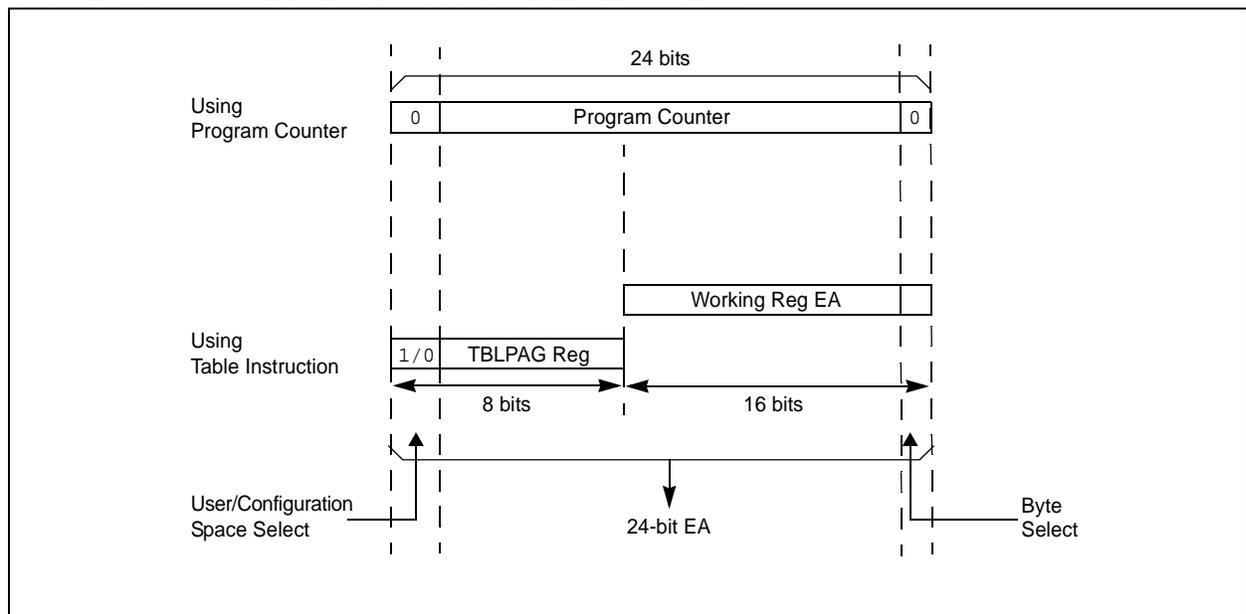 24 bits
Using
Program Counter
0
Program Counter
0
Working Reg EA
Using
Table Instruction
1/0
TBLPAG Reg
8 bits
16 bits
User/Configuration
Space Select
24-bit EA
Byte
Select